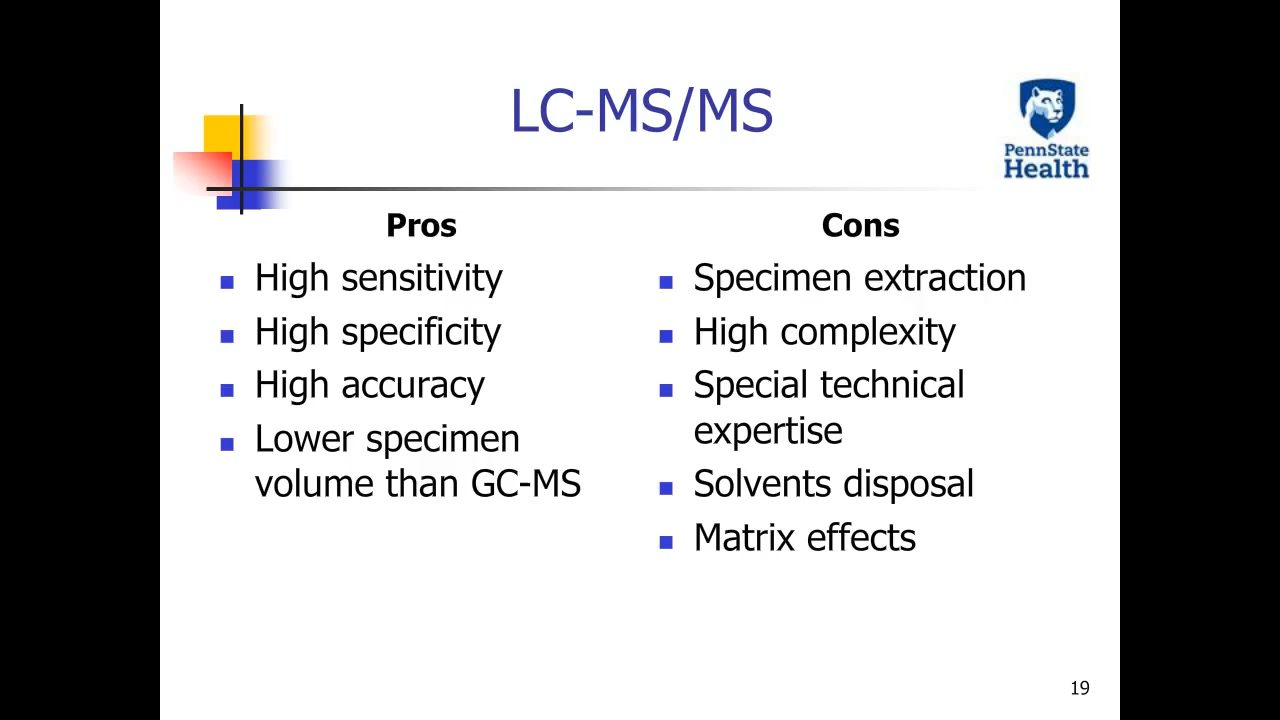 LC-MS/MS
PennState
Health
Pros
High sensitivity
High specificity
High accuracy
Lower specimen
volume than GC-MS
Cons
Specimen extraction
High complexity
Special technical
expertise
Solvents disposal
Matrix effects
19